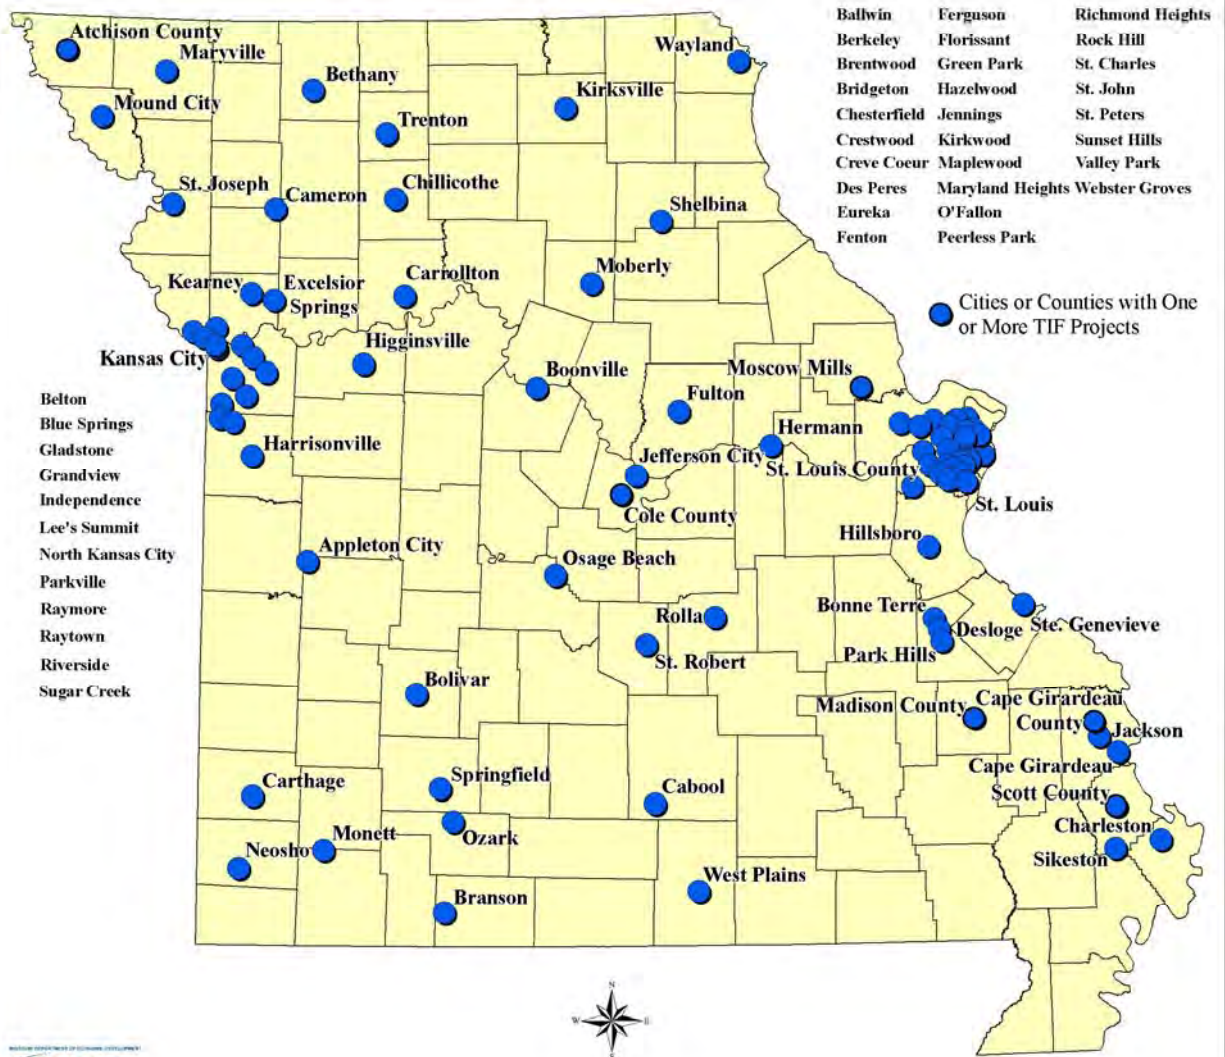 Ballwin Ferguson Richmond Heights
Berkeley Florissant Rock Hill
Brentwood Green Park St. Charles
Bridgeton Hazelwood St. John
Chesterfield Jennings St. Peters
Crestwood Kirkwood Sunset Hills
Creve Coeur Maplewood Valley Park
Des Peres Maryland Heights Webster Groves
Eureka O'Fallon
Fenton Peerless Park
Cities or Counties with One
or More TIF Projects
Atchison County
Maryville
Wayland
Bethany
Kirksville
Mound City
Trenton
St. Joseph
Cameron
Chillicothe
Shelbina
Moberly
Kearney
Excelsior
Springs
Carrollton
Kansas City
Higginsville
Boonville
Moscow Mills
Fulton
Belton
Blue Springs
Gladstone
Grandview
Independence
Lee's Summit
North Kansas City
Parkville
Raymore
Raytown
Riverside
Sugar Creek
Harrisonville
Hermann
Jefferson City
St. Louis County
St. Louis
Cole County
Hillsboro
Appleton City
Osage Beach
Rolla
Bonne Terre
Desloge
Ste. Genevieve
St. Robert
Park Hills
Bolivar
Madison County
Cape Girardeau
County
Jackson
Cape Girardeau
Springfield
Carthage
Cabool
Scott County
Ozark
Monett
Charleston
Neosho
Sikeston
West Plains
Branson
N
W E
S
MISSOURI DEPARTMENT OF ECONOMIC DEVELOPMENT